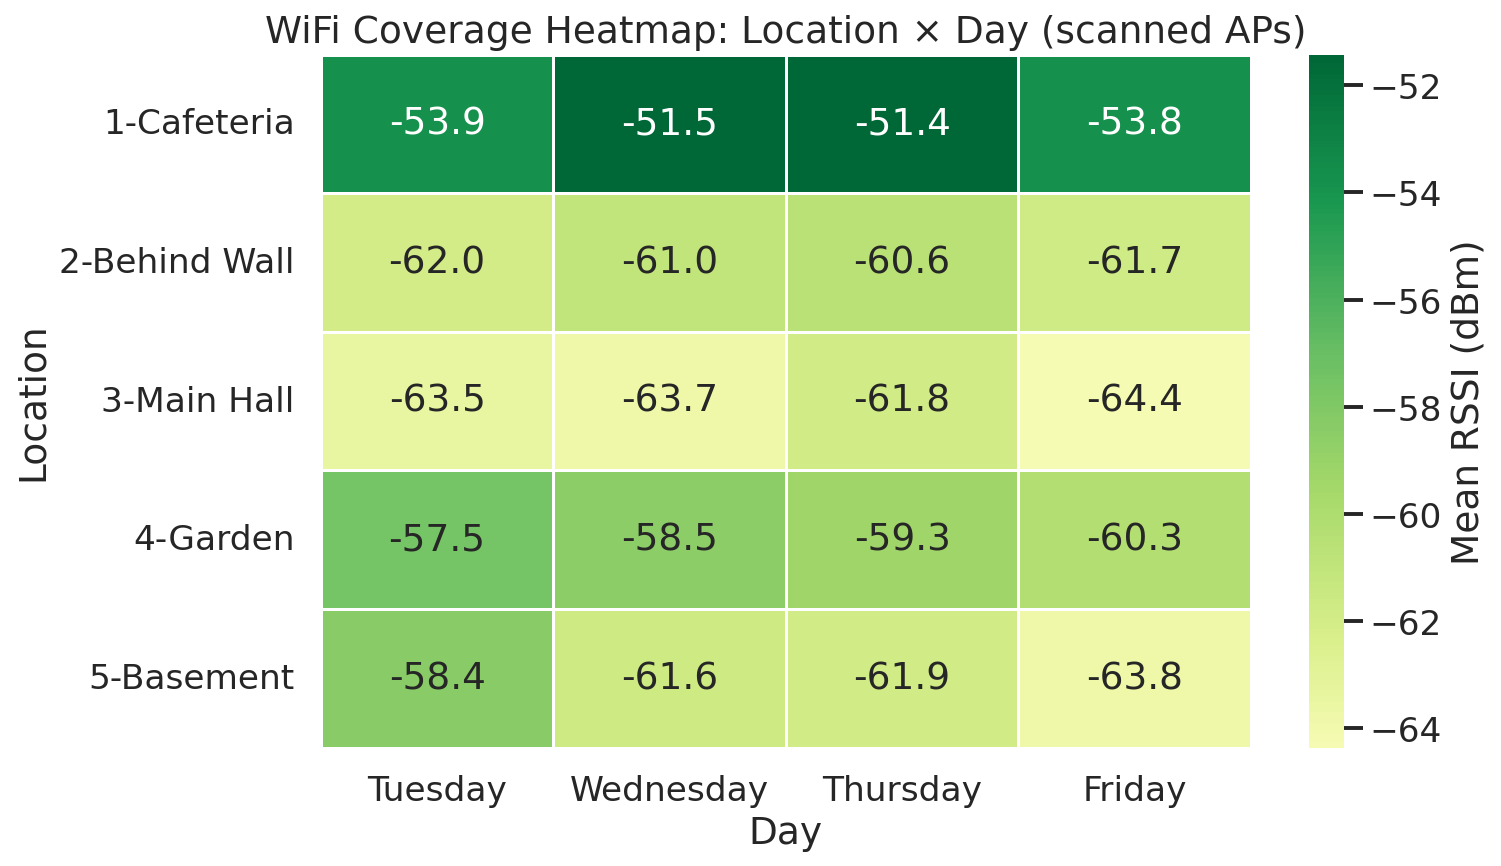 WiFi Coverage Heatmap: Location × Day (scanned APs)
1-Cafeteria -53.9 -51.5 -51.4 -53.8
2-Behind Wall -62.0 -61.0 -60.6 -61.7
3-Main Hall -63.5 -63.7 -61.8 -64.4
4-Garden -57.5 -58.5 -59.3 -60.3
5-Basement -58.4 -61.6 -61.9 -63.8
Tuesday Wednesday Thursday Friday
Day
Location
−52
−54
−56
−58
−60
−62
−64
Mean RSSI (dBm)